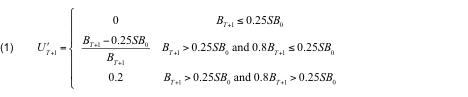 0    B_{T+1} ≤ 0.25SB_0
(1)    U'_{T+1} = { (B_{T+1} − 0.25SB_0) / B_{T+1}    B_{T+1} > 0.25SB_0 and 0.8B_{T+1} ≤ 0.25SB_0
0.2    B_{T+1} > 0.25SB_0 and 0.8B_{T+1} > 0.25SB_0